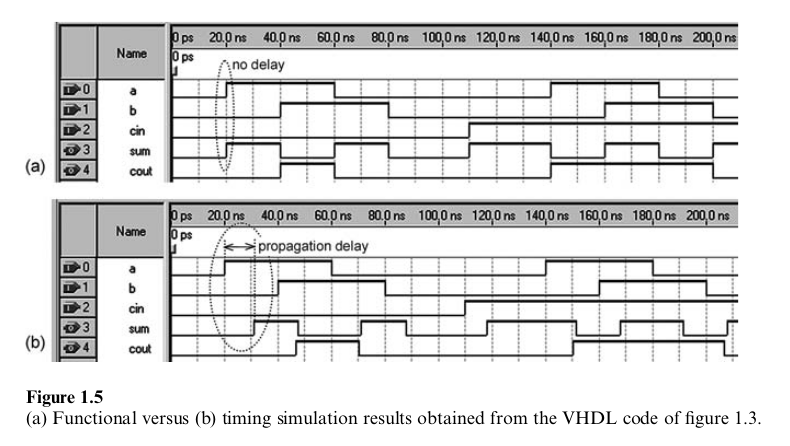 Name
0 ps 20.0 ns 40.0 ns 60.0 ns 80.0 ns 100.0 ns 120.0 ns 140.0 ns 160.0 ns 180.0 ns 200.0 ns
0 ps
no delay
0 a
1 b
2 cin
3 sum
(a)
4 cout
Name
0 ps 20.0 ns 40.0 ns 60.0 ns 80.0 ns 100.0 ns 120.0 ns 140.0 ns 160.0 ns 180.0 ns 200.0 ns
0 ps
propagation delay
0 a
1 b
2 cin
3 sum
(b)
4 cout
Figure 1.5
(a) Functional versus (b) timing simulation results obtained from the VHDL code of figure 1.3.